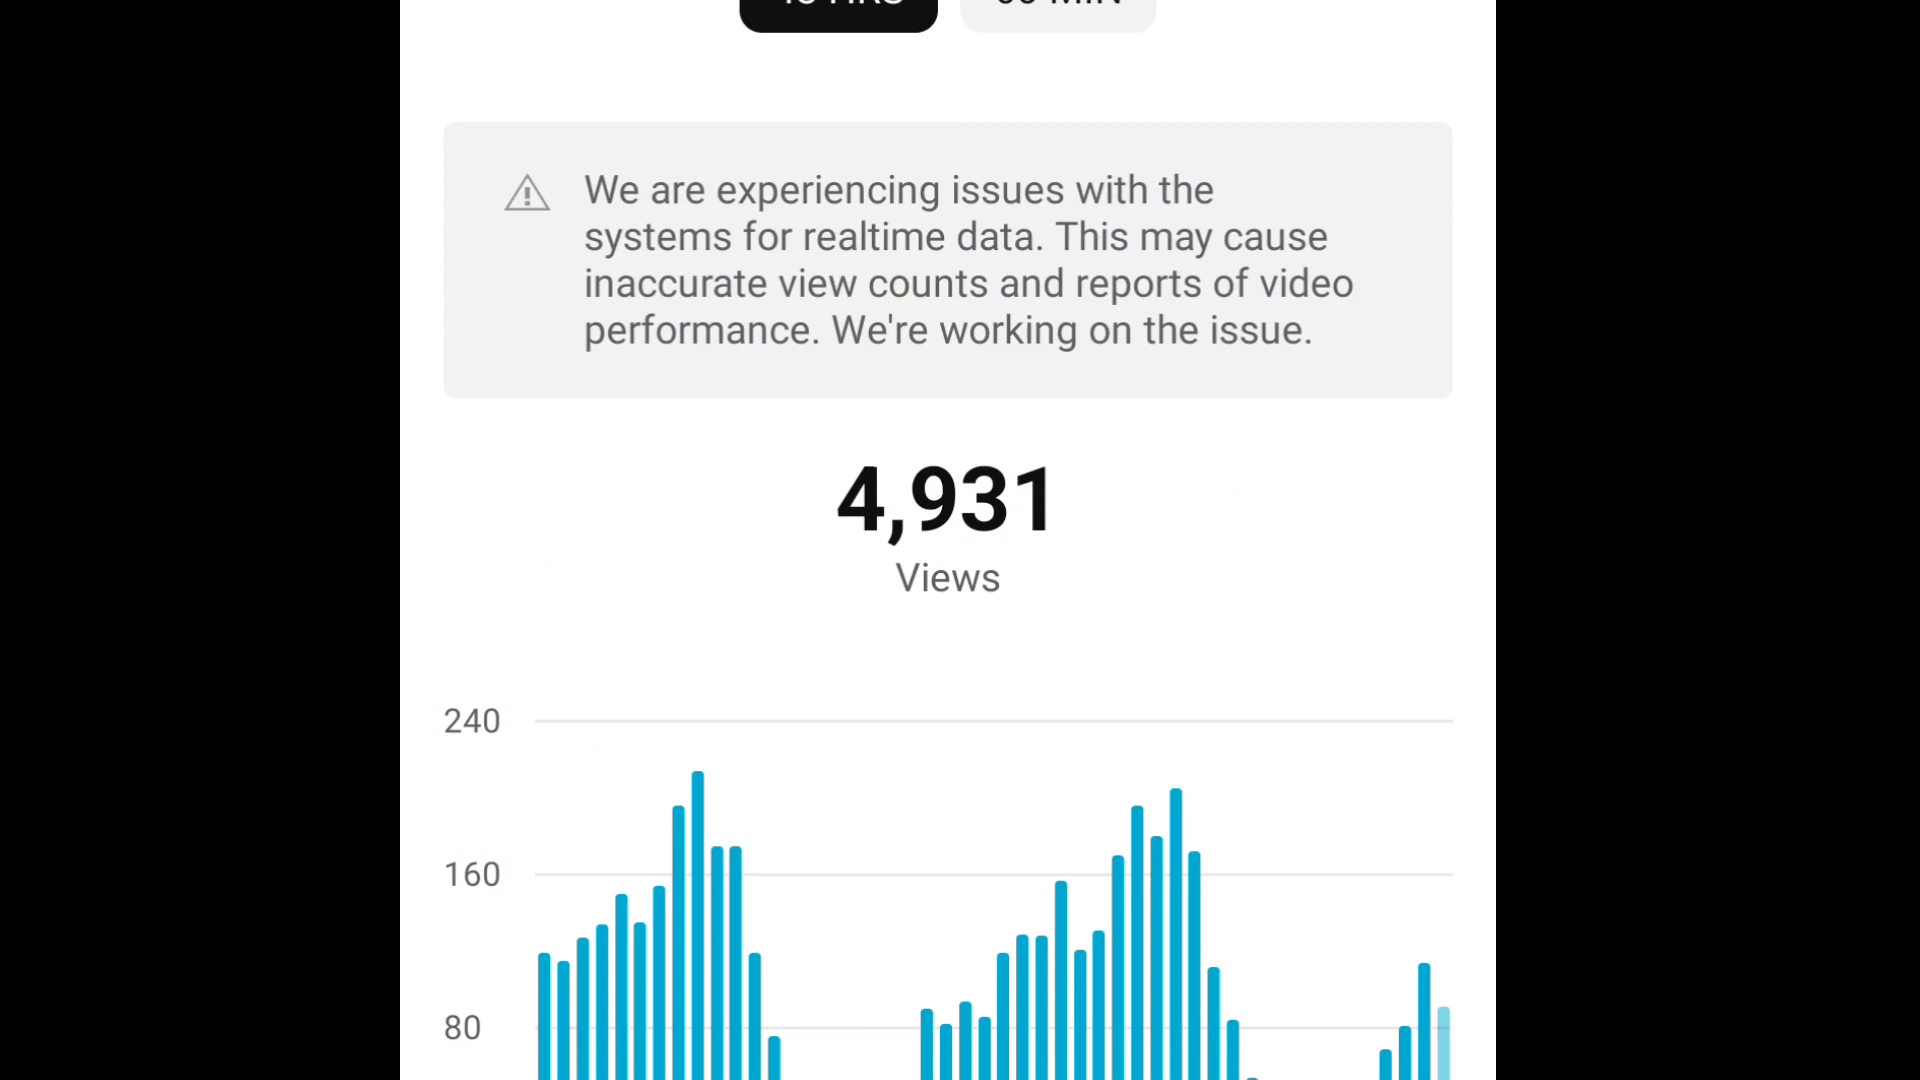 We are experiencing issues with the
systems for realtime data. This may cause
inaccurate view counts and reports of video
performance. We're working on the issue.
4,931
Views
240
160
80